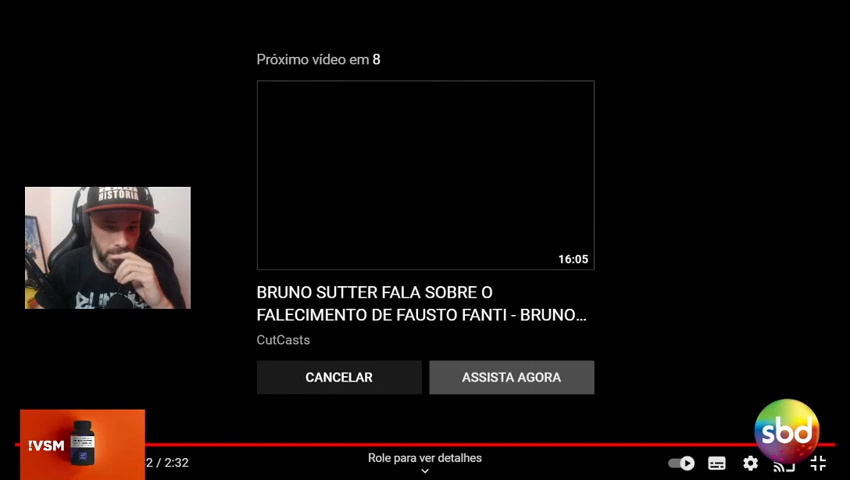 Próximo vídeo em 8
16:05
HISTÓRIA
BRUNO SUTTER FALA SOBRE O
FALECIMENTO DE FAUSTO FANTI - BRUNO...
CutCasts
CANCELAR
ASSISTA AGORA
!VSM
sbd
2 / 2:32
Role para ver detalhes